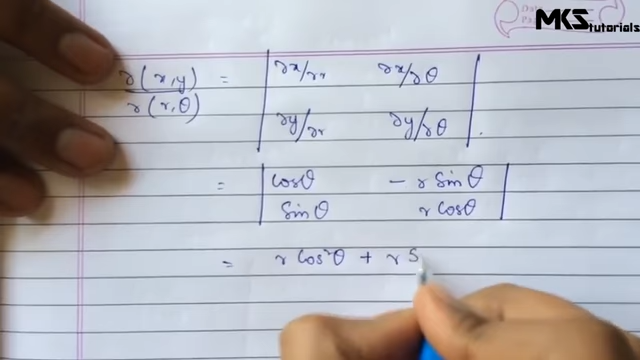 MKS tutorials
∂(x,y) / ∂(r,θ) = | ∂x/∂r ∂x/∂θ |
| ∂y/∂r ∂y/∂θ | .
= | cosθ - r sinθ |
| sinθ r cosθ |
= r cos²θ + r s